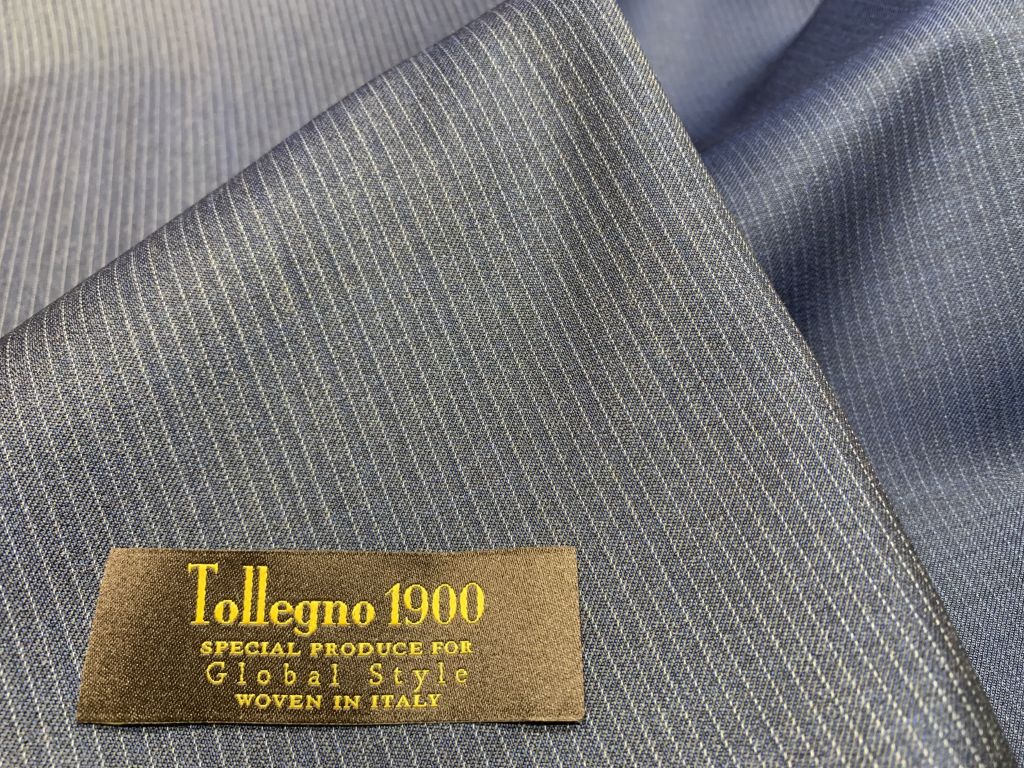 Tollegno 1900
SPECIAL PRODUCE FOR
Global Style
WOVEN IN ITALY